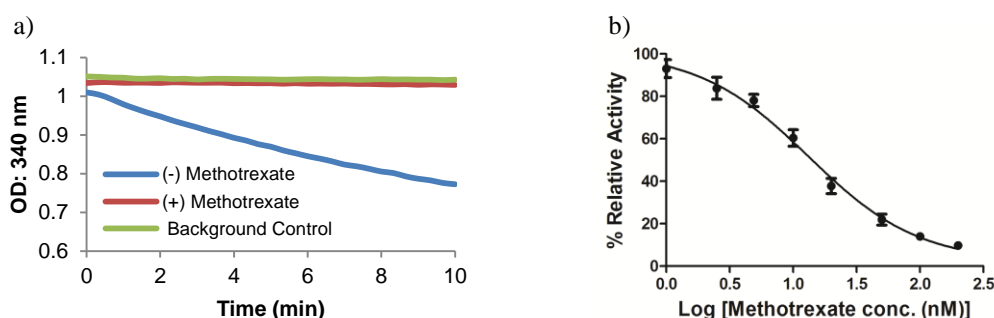 a)
1.1
1
0.9
0.8
0.7
0.6
OD: 340 nm
(-) Methotrexate
(+) Methotrexate
Background Control
0 2 4 6 8 10
Time (min)
b)
100
80
60
40
20
0
% Relative Activity
0.0 0.5 1.0 1.5 2.0 2.5
Log [Methotrexate conc. (nM)]